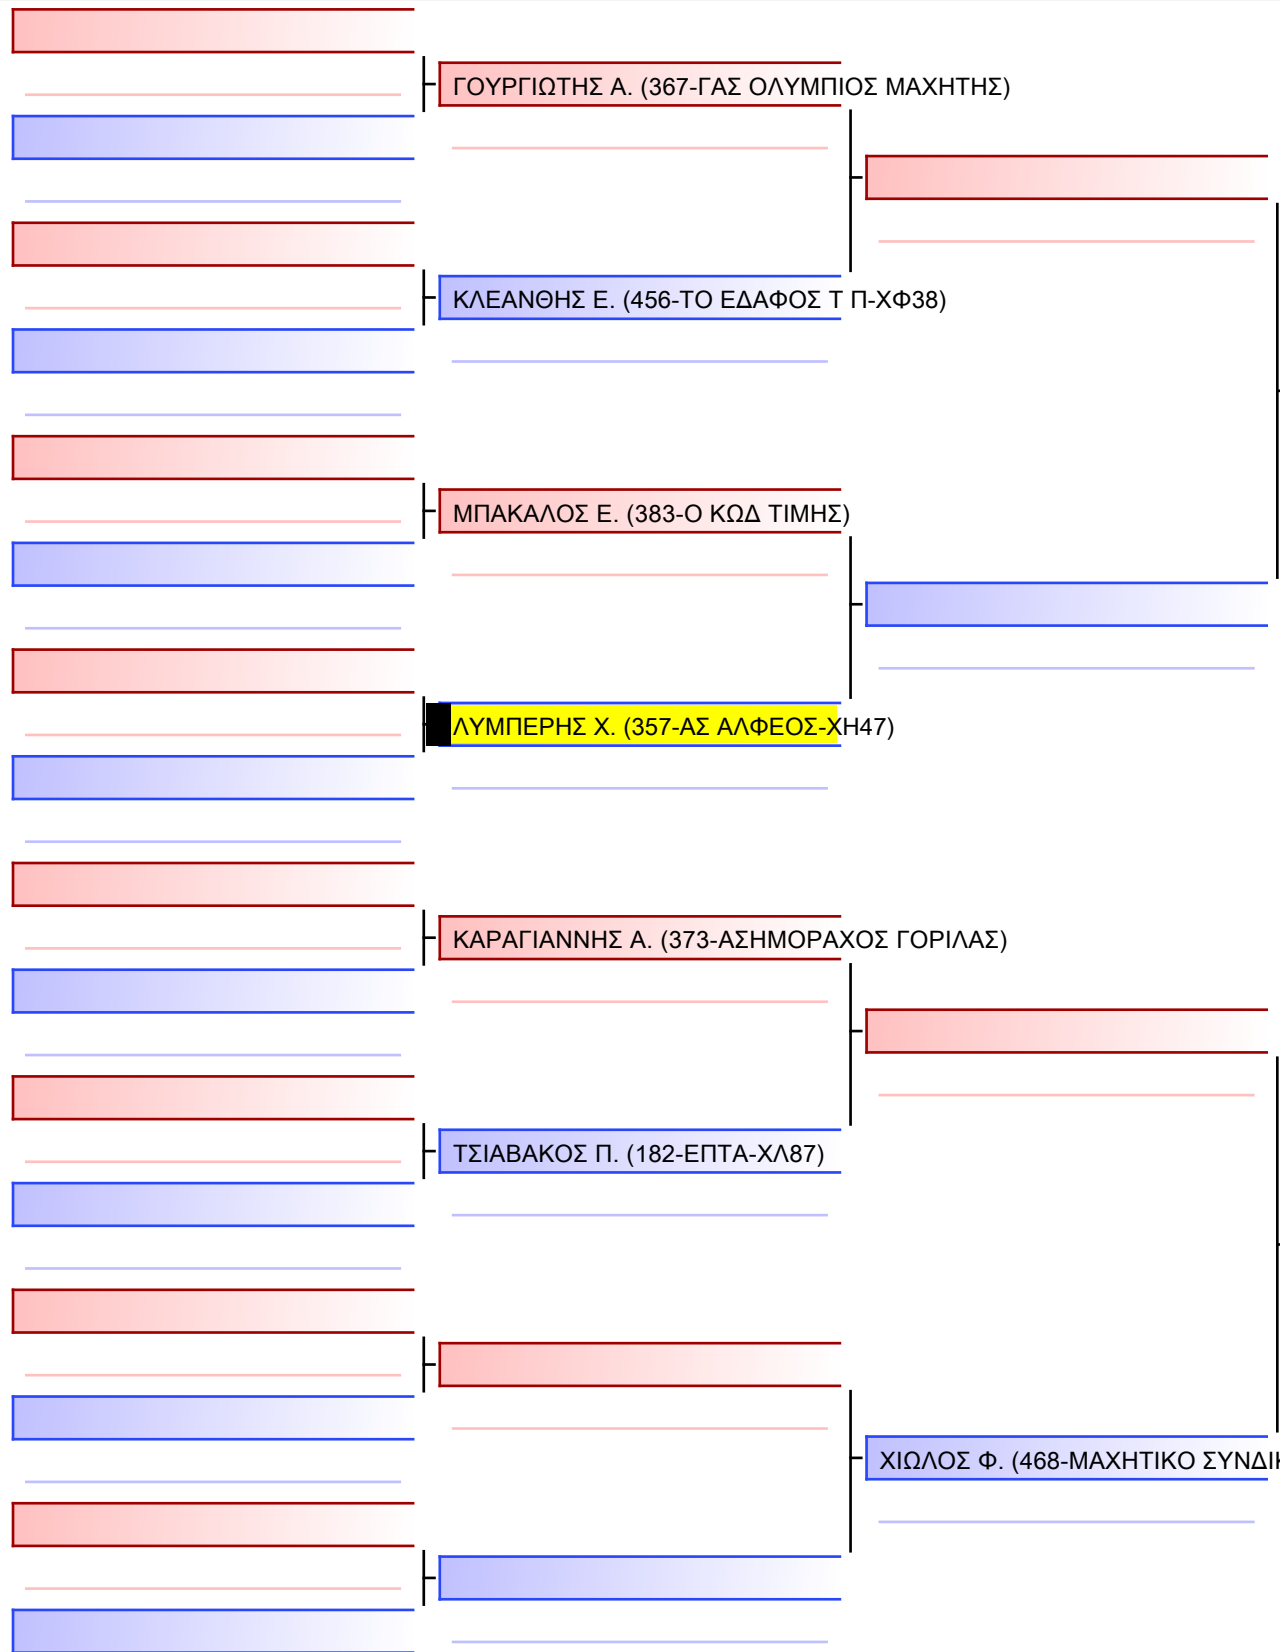 ΓΟΥΡΓΙΩΤΗΣ Α. (367-ΓΑΣ ΟΛΥΜΠΙΟΣ ΜΑΧΗΤΗΣ)
ΚΛΕΑΝΘΗΣ Ε. (456-ΤΟ ΕΔΑΦΟΣ Τ Π-ΧΦ38)
ΜΠΑΚΑΛΟΣ Ε. (383-Ο ΚΩΔ ΤΙΜΗΣ)
ΛΥΜΠΕΡΗΣ Χ. (357-ΑΣ ΑΛΦΕΟΣ-ΧΗ47)
ΚΑΡΑΓΙΑΝΝΗΣ Α. (373-ΑΣΗΜΟΡΑΧΟΣ ΓΟΡΙΛΑΣ)
ΤΣΙΑΒΑΚΟΣ Π. (182-ΕΠΤΑ-ΧΛ87)
ΧΙΩΛΟΣ Φ. (468-ΜΑΧΗΤΙΚΟ